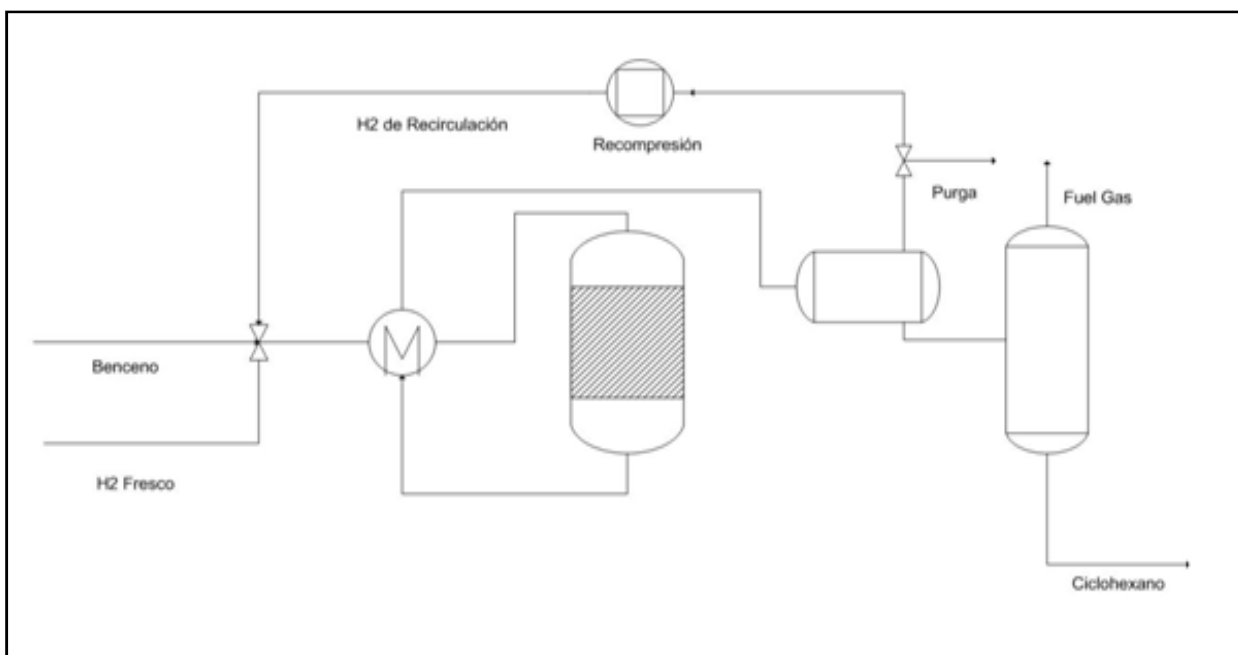 H2 de Recirculación
Recompresión
Purga
Fuel Gas
Benceno
H2 Fresco
Ciclohexano